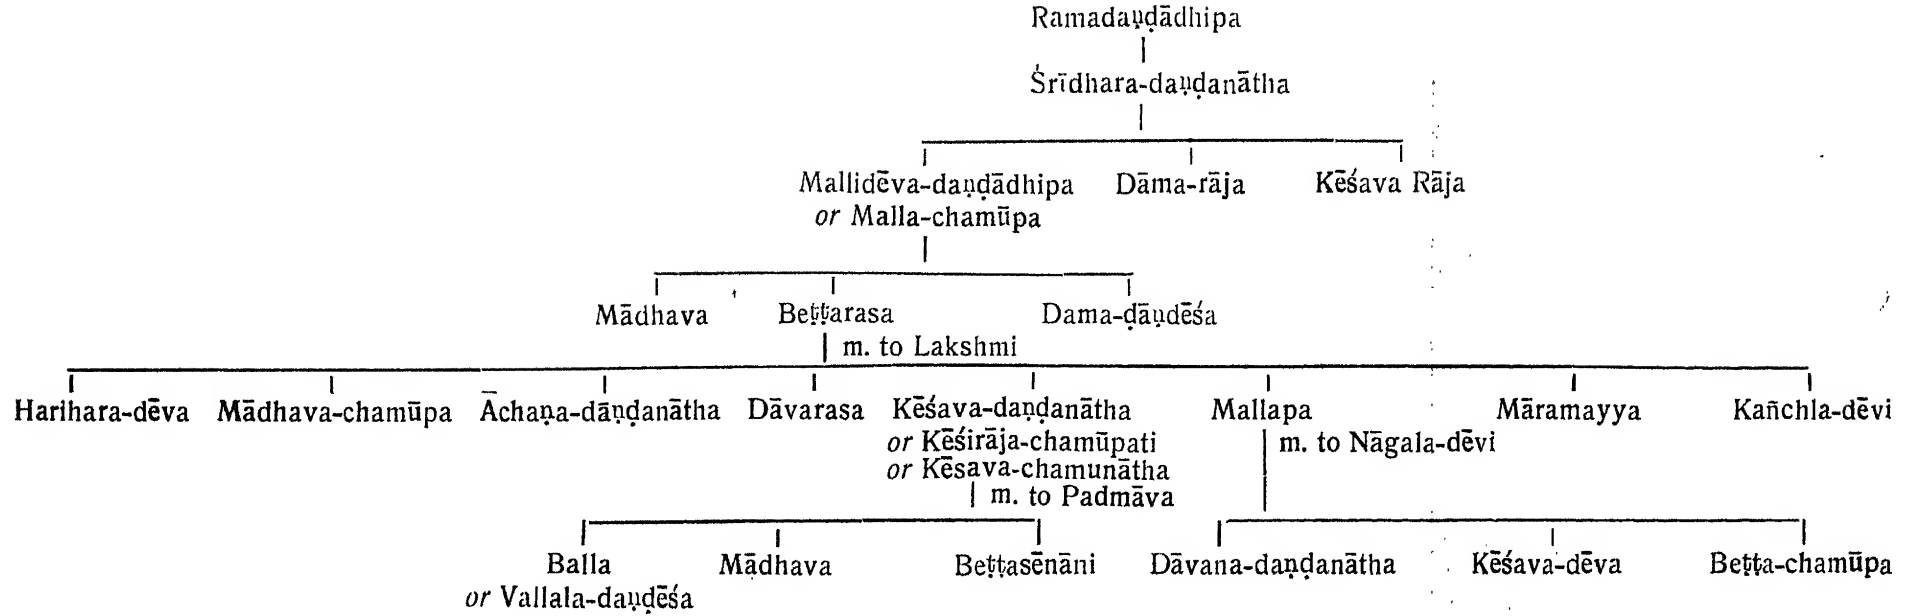 Ramadaṇḍādhipa
Śrīdhara-daṇḍanātha
Mallidēva-daṇḍādhipa Dāma-rāja Kēśava Rāja
or Malla-chamūpa
Mādhava Beṭṭarasa Dama-ḍāṇdēśa
m. to Lakshmi
Harihara-dēva Mādhava-chamūpa Āchaṇa-dāṇḍanātha Dāvarasa Kēśava-daṇḍanātha Mallapa Māramayya Kañchla-dēvi
or Kēśirāja-chamūpati m. to Nāgala-dēvi
or Kēsava-chamunātha
m. to Padmāva
Balla Mādhava Beṭṭasēnāni Dāvana-daṇḍanātha Kēśava-dēva Beṭṭa-chamūpa
or Vallala-daṇḍēśa